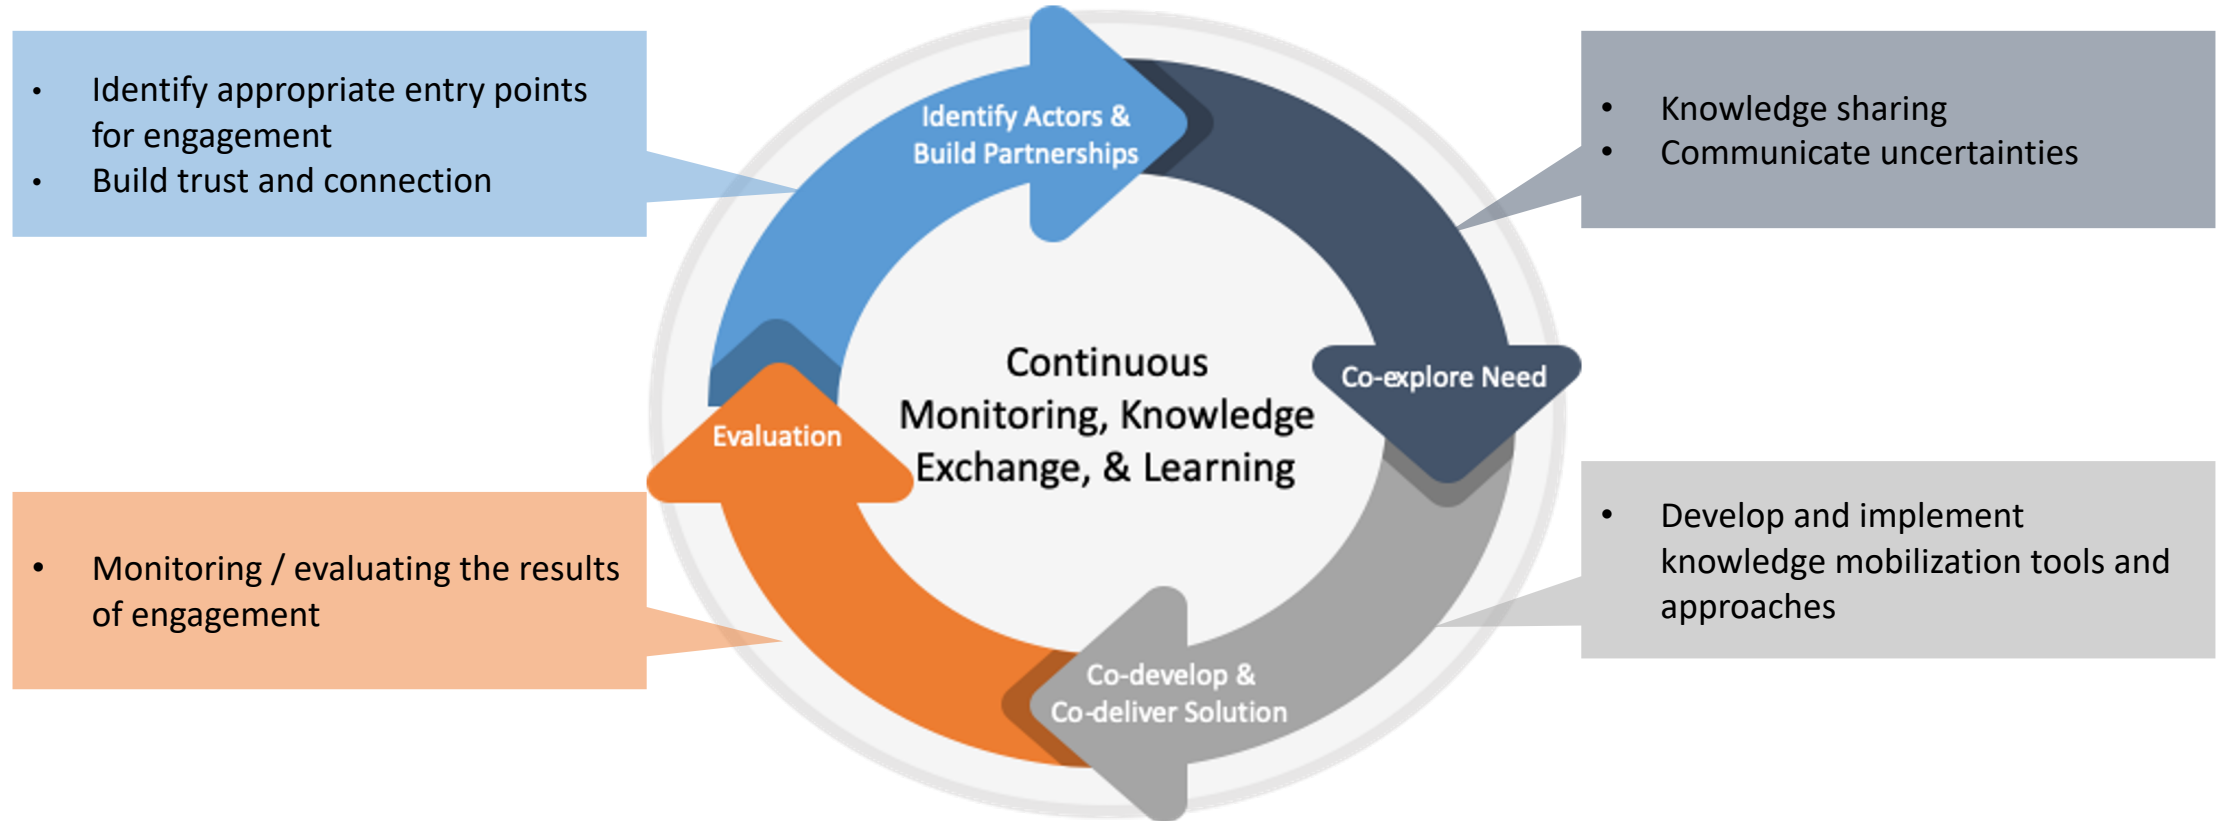 • Identify appropriate entry points
for engagement
• Build trust and connection
Identify Actors &
Build Partnerships
• Knowledge sharing
• Communicate uncertainties
Co-explore Need
Continuous
Monitoring, Knowledge
Exchange, & Learning
Evaluation
• Develop and implement
knowledge mobilization tools and
approaches
Co-develop &
Co-deliver Solution
• Monitoring / evaluating the results
of engagement